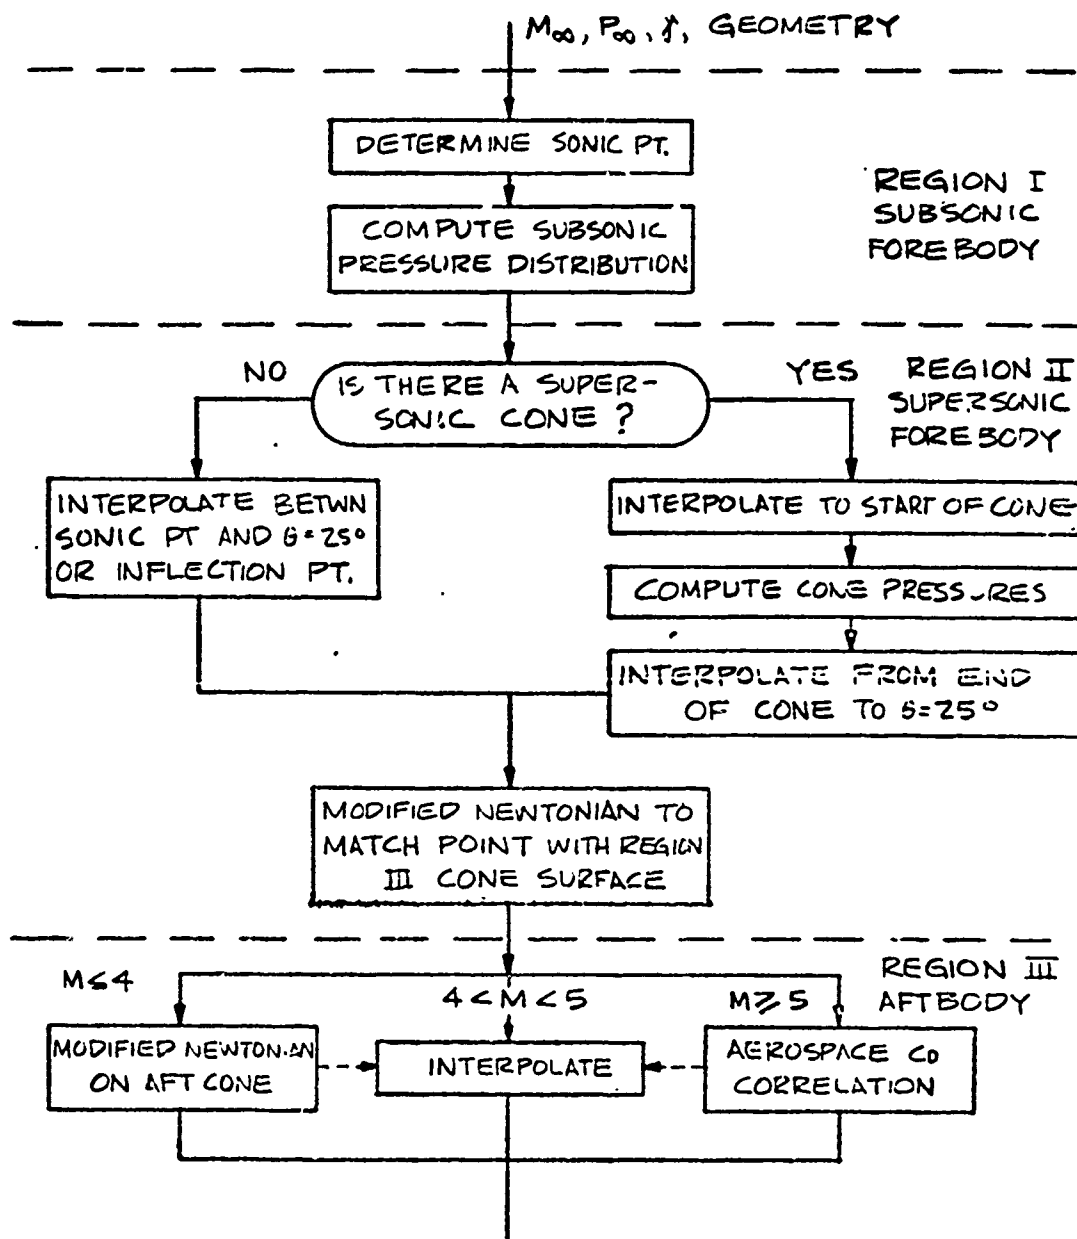 M∞, P∞, γ, GEOMETRY
DETERMINE SONIC PT.
REGION I
SUBSONIC
FOREBODY
COMPUTE SUBSONIC
PRESSURE DISTRIBUTION
NO
IS THERE A SUPER-
SONIC CONE ?
YES
REGION II
SUPERSONIC
FOREBODY
INTERPOLATE BETWN
SONIC PT AND θ=25°
OR INFLECTION PT.
INTERPOLATE TO START OF CONE
COMPUTE CONE PRESSURES
INTERPOLATE FROM END
OF CONE TO θ=25°
MODIFIED NEWTONIAN TO
MATCH POINT WITH REGION
III CONE SURFACE
REGION III
AFTBODY
M≤4
4<M<5
M≥5
MODIFIED NEWTONIAN
ON AFT CONE
INTERPOLATE
AEROSPACE CD
CORRELATION